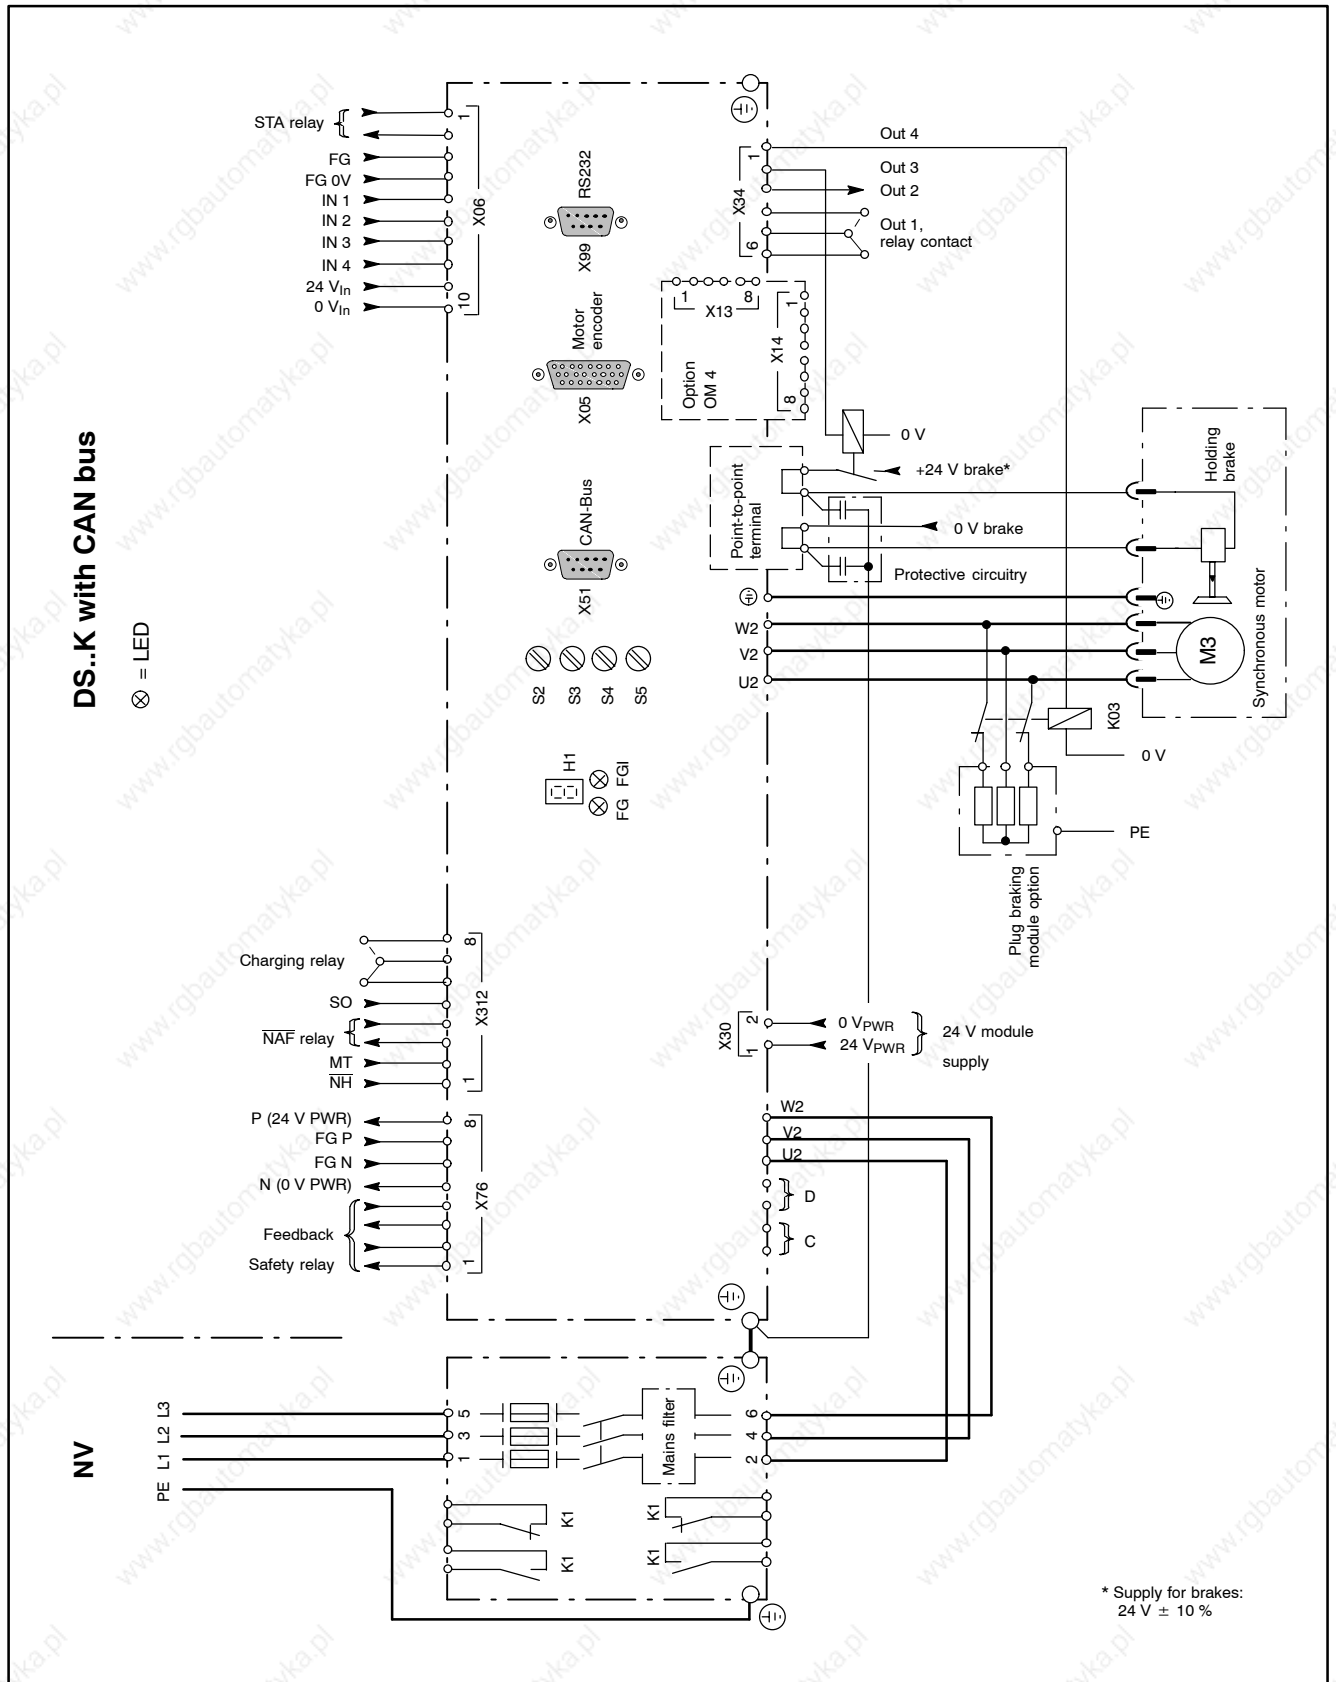 DS..K with CAN bus
= LED
STA relay
FG
FG 0V
IN 1
IN 2
IN 3
IN 4
24 VIn
0 VIn
1
X06
10
RS232
X99
Motor
encoder
X05
CAN-Bus
X51
S2
S3
S4
S5
H1
FG
FGI
1
X34
6
Out 4
Out 3
Out 2
Out 1,
relay contact
1
X13
8
1
X14
8
Option
OM 4
0 V
+24 V brake*
Point-to-point
terminal
0 V brake
Protective circuitry
Holding
brake
W2
V2
U2
M3
Synchronous motor
K03
0 V
PE
Plug braking
module option
Charging relay
SO
NAF relay
MT
NH
8
X312
1
P (24 V PWR)
FG P
FG N
N (0 V PWR)
Feedback
Safety relay
8
X76
1
X30
2
1
0 VPWR
24 VPWR
24 V module
supply
W2
V2
U2
D
C
NV
L3
L2
L1
PE
5
3
1
Mains filter
6
4
2
K1
K1
K1
K1
* Supply for brakes:
24 V ± 10 %
www.rgbautomatyka.pl